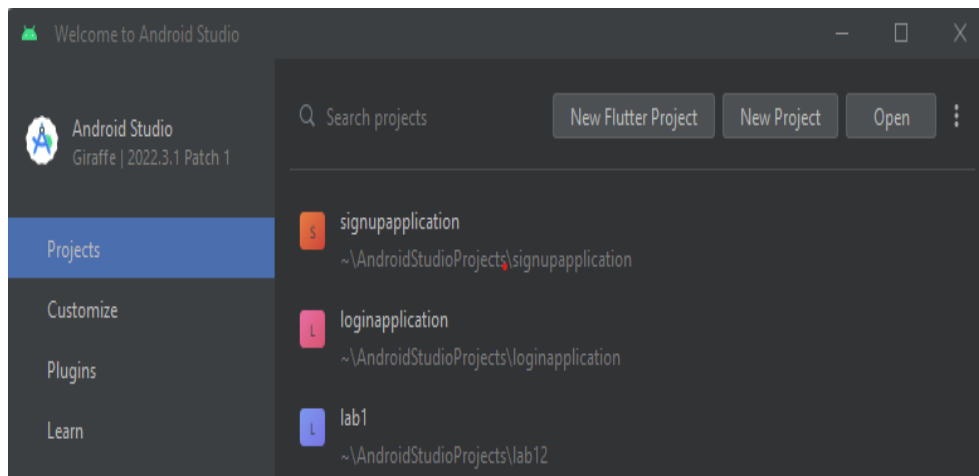 Welcome to Android Studio
Android Studio
Giraffe | 2022.3.1 Patch 1
Projects
Customize
Plugins
Learn
Search projects
New Flutter Project
New Project
Open
S
signupapplication
~\AndroidStudioProjects\signupapplication
L
loginapplication
~\AndroidStudioProjects\loginapplication
L
lab1
~\AndroidStudioProjects\lab12